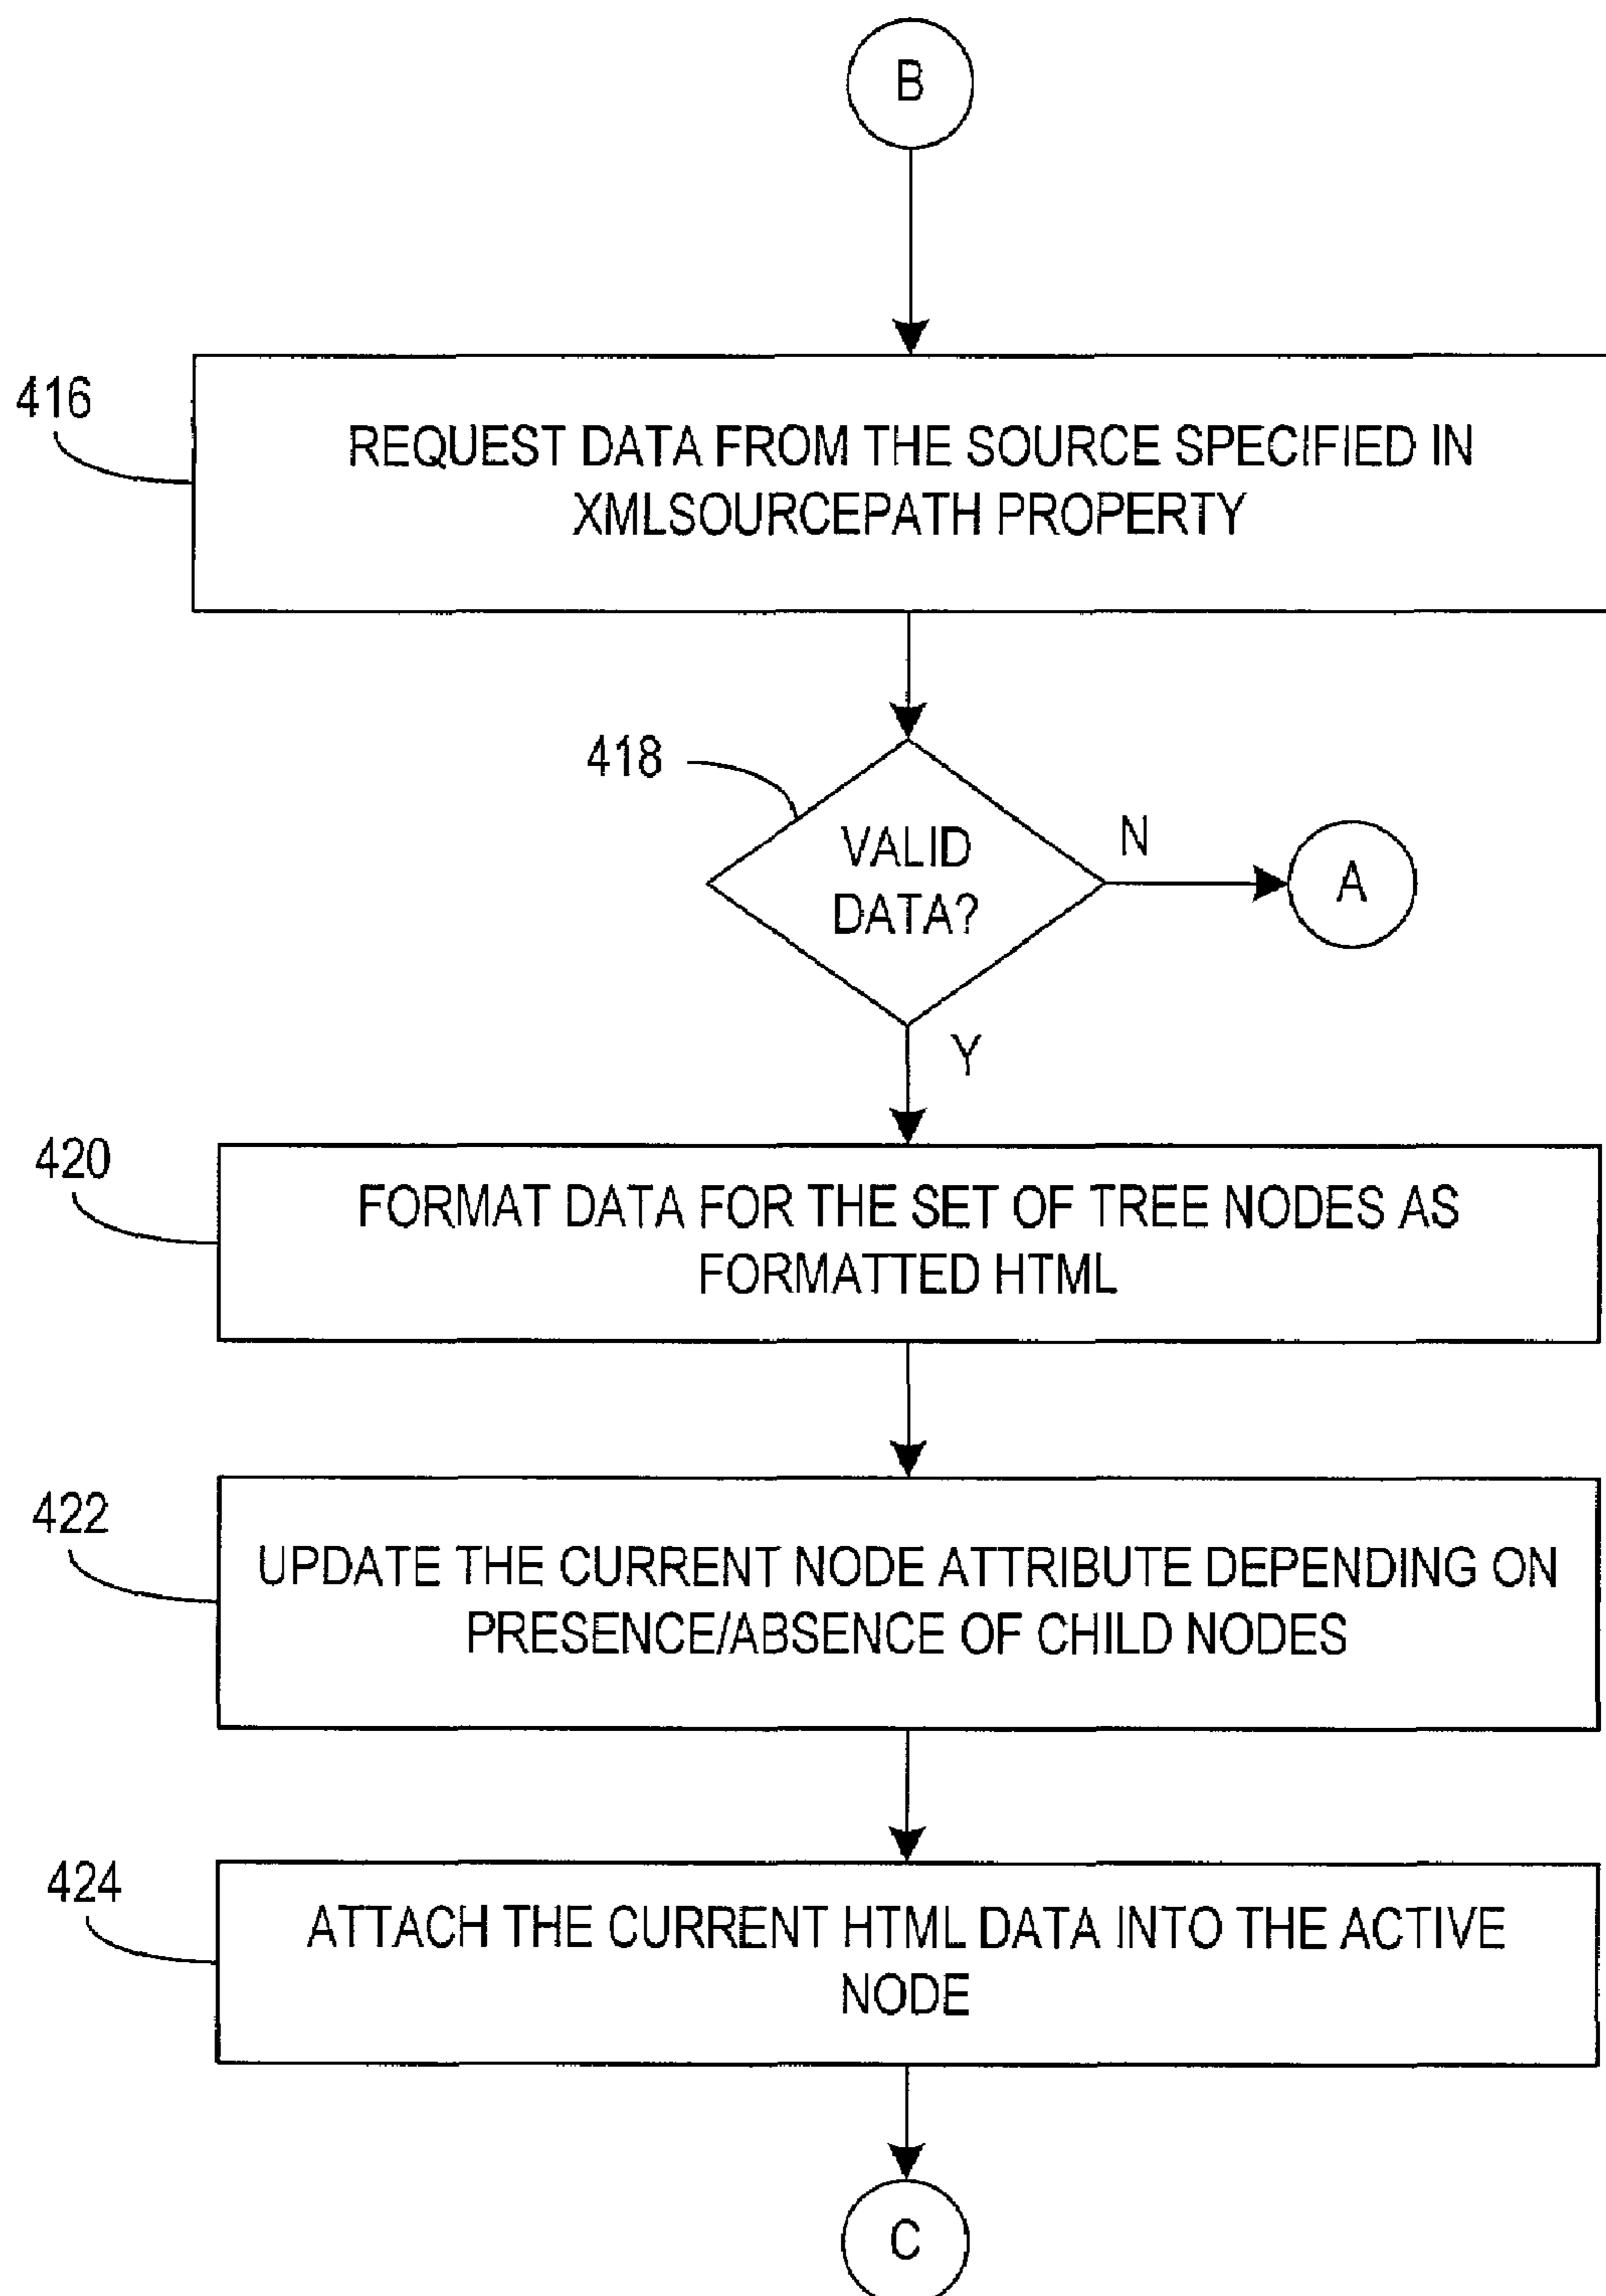 B
416
REQUEST DATA FROM THE SOURCE SPECIFIED IN
XMLSOURCEPATH PROPERTY
418
VALID
DATA?
N
A
Y
420
FORMAT DATA FOR THE SET OF TREE NODES AS
FORMATTED HTML
422
UPDATE THE CURRENT NODE ATTRIBUTE DEPENDING ON
PRESENCE/ABSENCE OF CHILD NODES
424
ATTACH THE CURRENT HTML DATA INTO THE ACTIVE
NODE
C